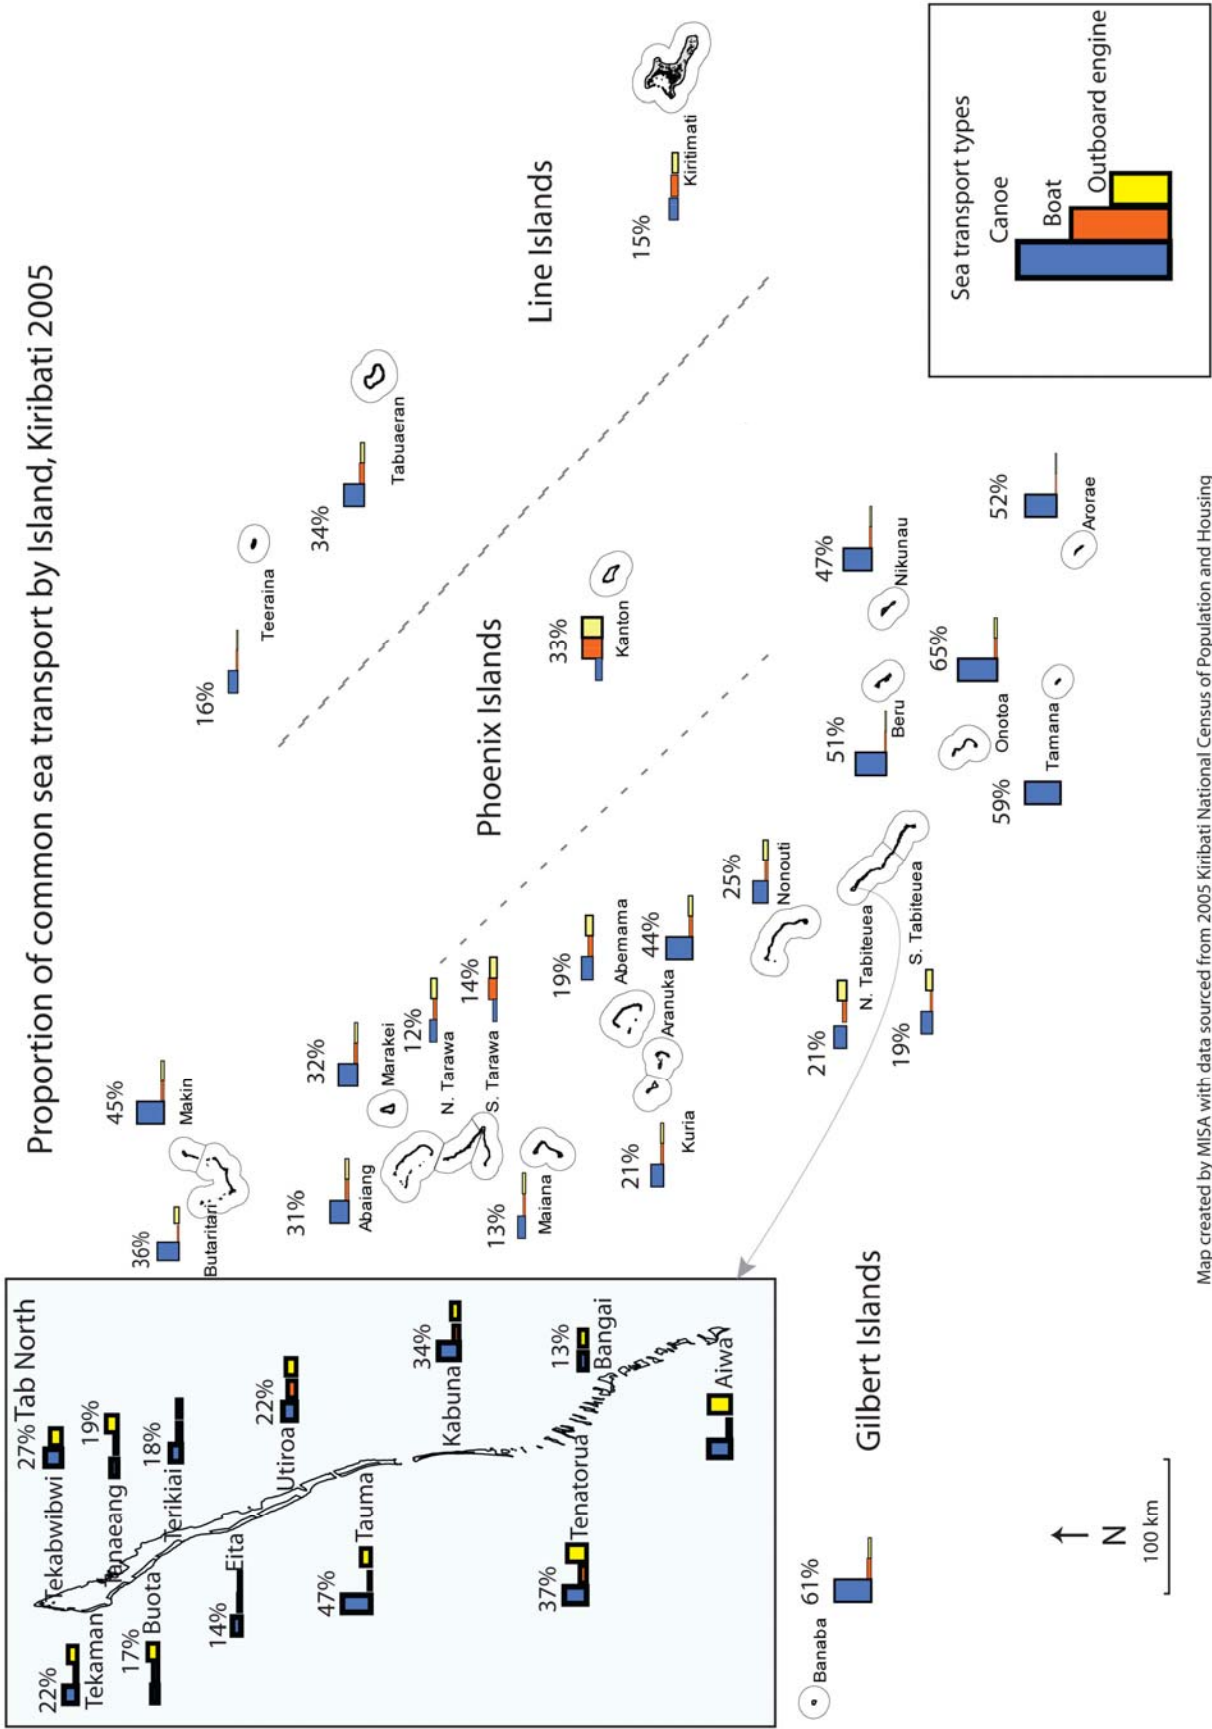 Proportion of common sea transport by Island, Kiribati 2005
Tab North
27%
Tekabwibwi
22%
Tekaman
19%
Tanaeang
17%
Buota
18%
Terikiai
14%
Eita
22%
Utiroa
47%
Tauma
34%
Kabuna
37%
Tenatorua
13%
Bangai
Aiwa
36%
Butaritari
45%
Makin
31%
Abaiang
32%
Marakei
12%
N. Tarawa
14%
S. Tarawa
13%
Maiana
19%
Abemama
21%
Kuria
44%
Aranuka
25%
Nonouti
21%
N. Tabiteuea
19%
S. Tabiteuea
51%
Beru
47%
Nikunau
65%
Onotoa
59%
Tamana
52%
Arorae
61%
Banaba
Gilbert Islands
Phoenix Islands
33%
Kanton
Line Islands
16%
Teeraina
34%
Tabuaeran
15%
Kiritimati
Sea transport types
Canoe
Boat
Outboard engine
N
100 km
Map created by MISA with data sourced from 2005 Kiribati National Census of Population and Housing